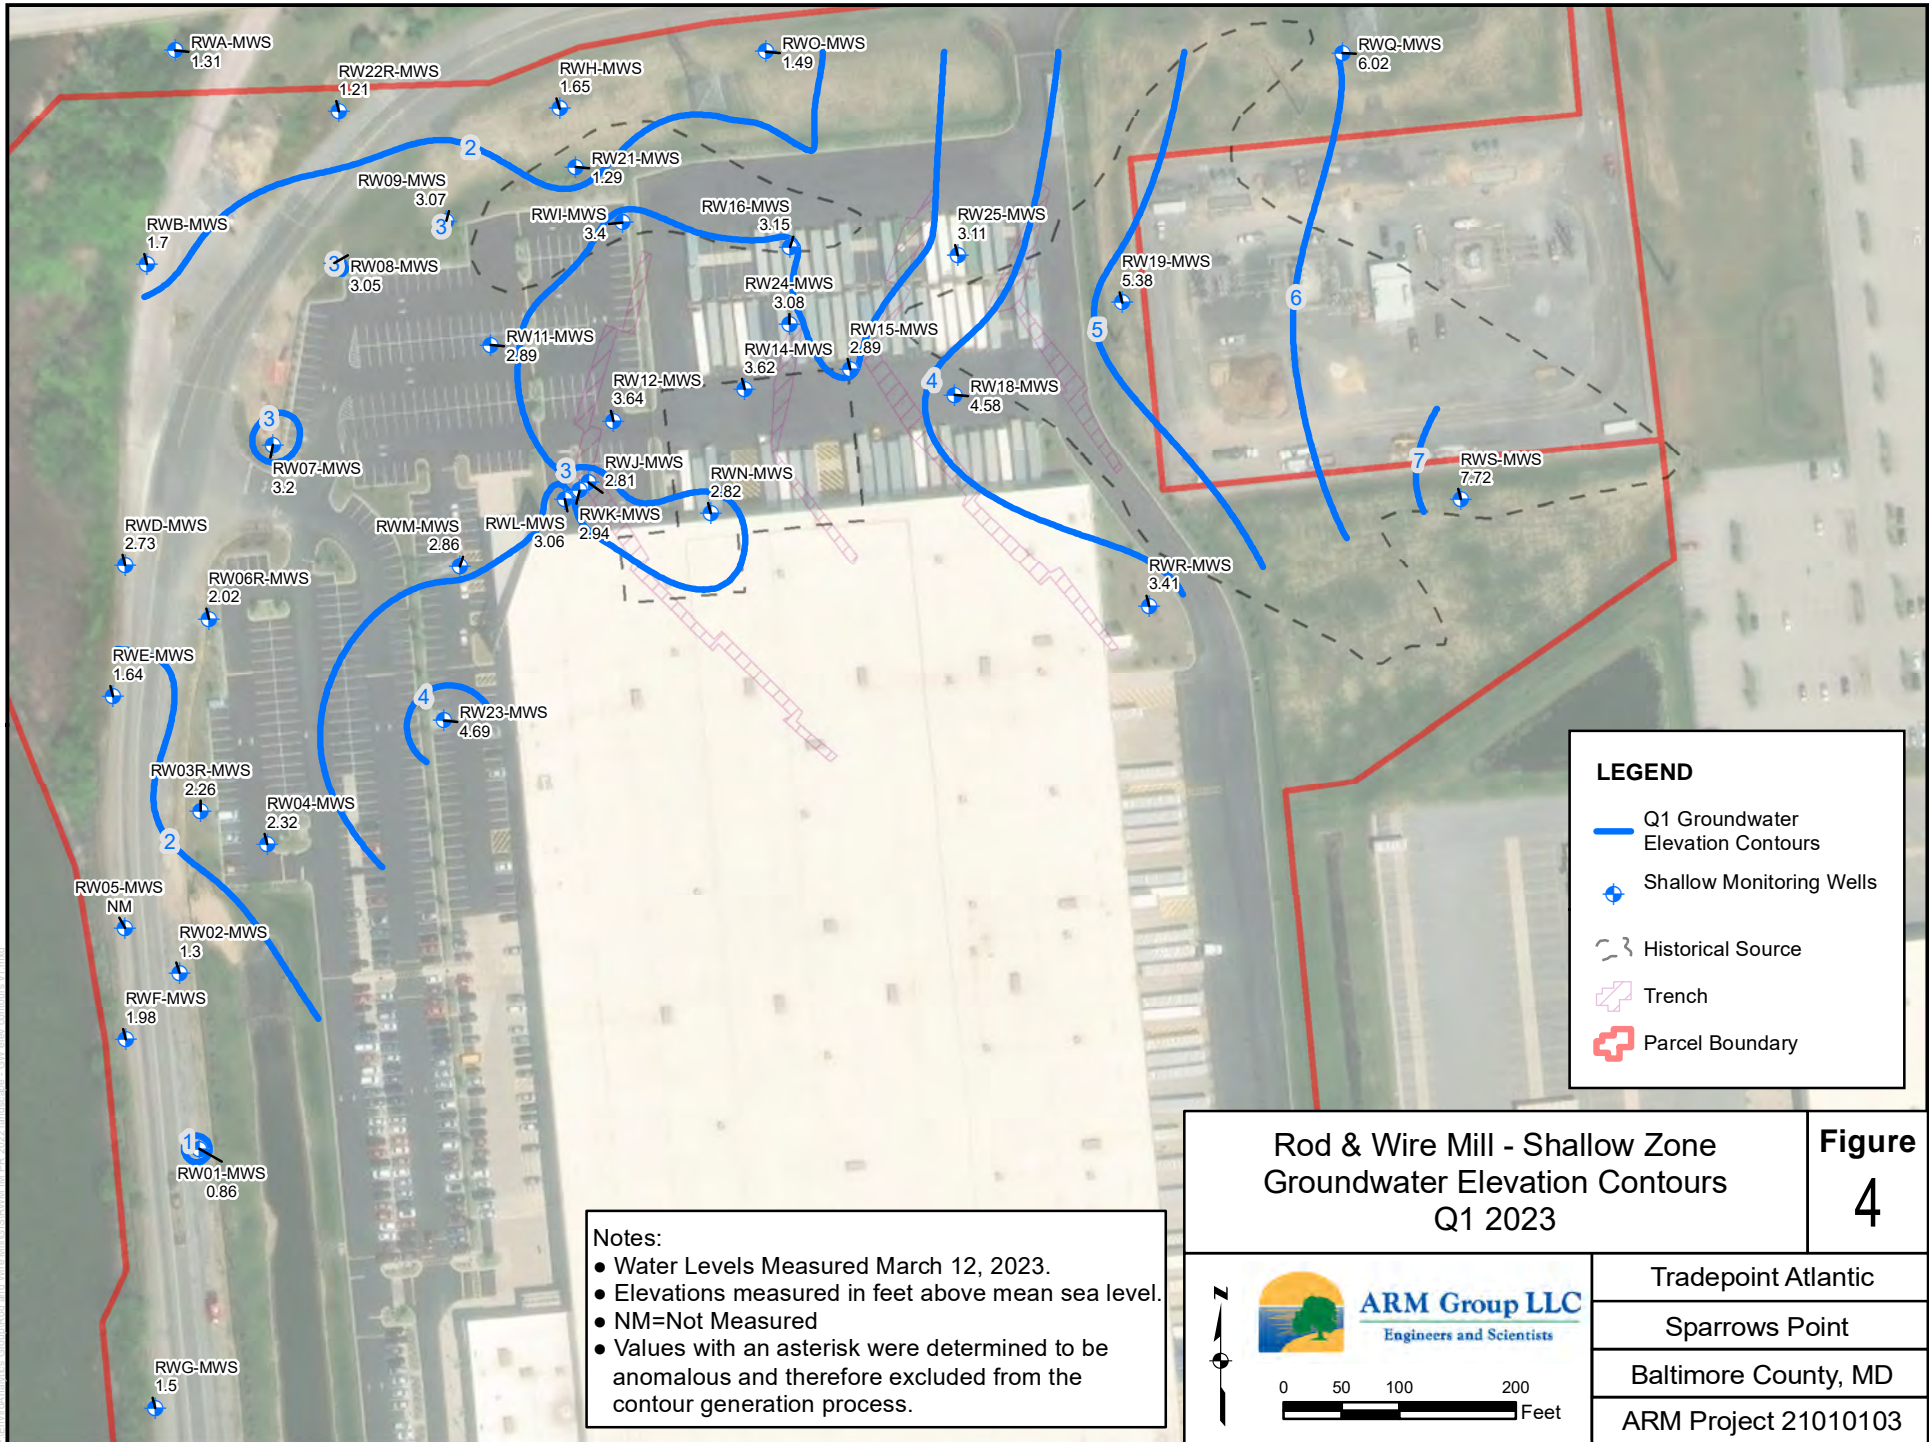 RWA-MWS
1.31
RW22R-MWS
1.21
RWH-MWS
1.65
RWO-MWS
1.49
RWQ-MWS
6.02
2
RW21-MWS
1.29
RW09-MWS
3.07
3
RWB-MWS
1.7
RWI-MWS
3.4
RW16-MWS
3.15
RW25-MWS
3.11
3
RW08-MWS
3.05
RW24-MWS
3.08
RW19-MWS
5.38
6
5
RW11-MWS
2.89
RW15-MWS
2.89
RW14-MWS
3.62
RW12-MWS
3.64
4
RW18-MWS
4.58
3
RW07-MWS
3.2
3
RWJ-MWS
2.81
RWN-MWS
2.82
7
RWS-MWS
7.72
RWL-MWS
3.06
RWK-MWS
2.94
RWM-MWS
2.86
RWD-MWS
2.73
RW06R-MWS
2.02
RWR-MWS
3.41
RWE-MWS
1.64
4
RW23-MWS
4.69
RW03R-MWS
2.26
RW04-MWS
2.32
2
RW05-MWS
NM
RW02-MWS
1.3
RWF-MWS
1.98
1
RW01-MWS
0.86
RWG-MWS
1.5
LEGEND
Q1 Groundwater
Elevation Contours
Shallow Monitoring Wells
Historical Source
Trench
Parcel Boundary
Notes:
● Water Levels Measured March 12, 2023.
● Elevations measured in feet above mean sea level.
● NM=Not Measured
● Values with an asterisk were determined to be
anomalous and therefore excluded from the
contour generation process.
Rod & Wire Mill - Shallow Zone
Groundwater Elevation Contours
Q1 2023
Figure
4
Z
ARM Group LLC
Engineers and Scientists
0 50 100 200
Feet
Tradepoint Atlantic
Sparrows Point
Baltimore County, MD
ARM Project 21010103